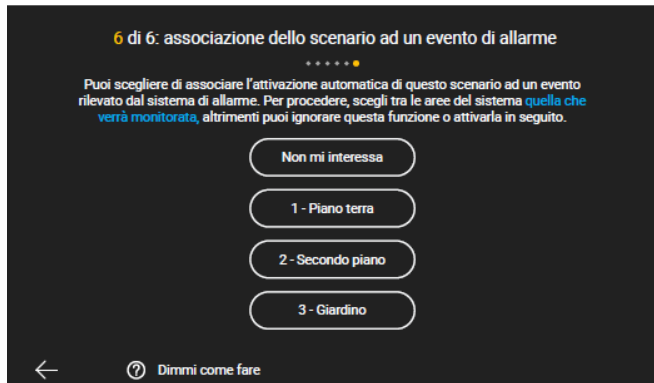 6 di 6: associazione dello scenario ad un evento di allarme
Puoi scegliere di associare l'attivazione automatica di questo scenario ad un evento
rilevato dal sistema di allarme. Per procedere, scegli tra le aree del sistema quella che
verrà monitorata, altrimenti puoi ignorare questa funzione o attivarla in seguito.
Non mi interessa
1 - Piano terra
2 - Secondo piano
3 - Giardino
? Dimmi come fare